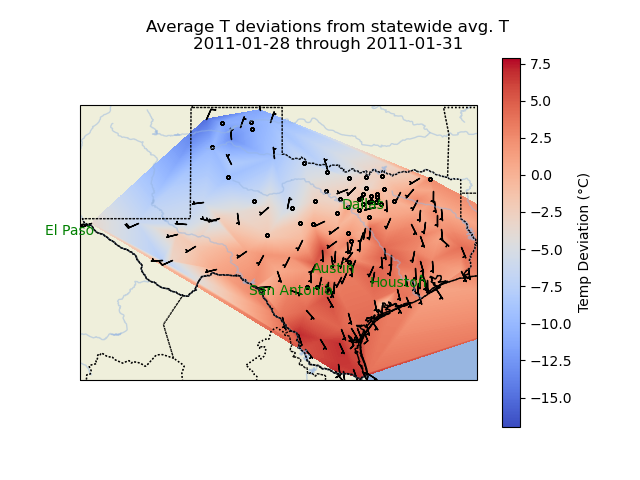 Average T deviations from statewide avg. T
2011-01-28 through 2011-01-31
7.5
5.0
2.5
0.0
−2.5
−5.0
−7.5
−10.0
−12.5
−15.0
Temp Deviation (°C)
Dallas
El Paso
Austin
San Antonio
Houston